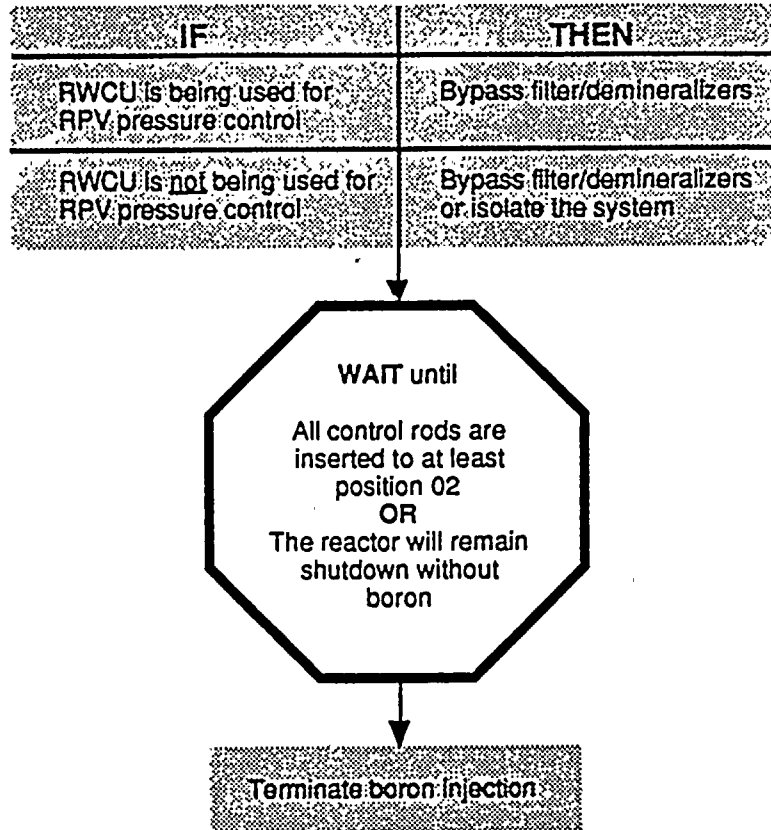 IF
THEN
RWCU is being used for
RPV pressure control
Bypass filter/demineralizers
RWCU is not being used for
RPV pressure control
Bypass filter/demineralizers
or isolate the system
WAIT until
All control rods are
inserted to at least
position 02
OR
The reactor will remain
shutdown without
boron
Terminate boron injection